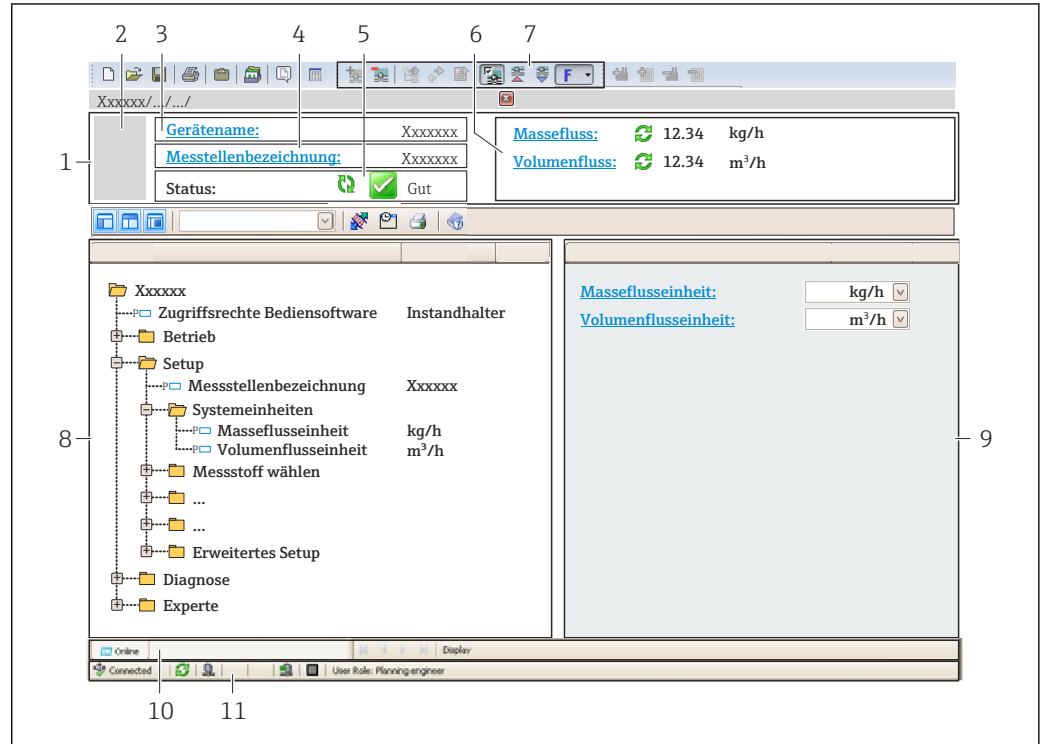 2 3 4 5 6 7
F
Xxxxxx/.../.../
1
Gerätename: Xxxxxxx
Messtellenbezeichnung: Xxxxxxx
Status: Gut
Massefluss: 12.34 kg/h
Volumenfluss: 12.34 m³/h
Xxxxxx
P Zugriffsrechte Bediensoftware Instandhalter
Betrieb
Setup
P Messstellenbezeichnung Xxxxxx
Systemeinheiten
P Masseflusseinheit kg/h
P Volumenflusseinheit m³/h
Messstoff wählen
...
...
Erweitertes Setup
Diagnose
Experte
8
Masseflusseinheit: kg/h
Volumenflusseinheit: m³/h
9
Online Display
Connected User Role: Planning engineer
10 11